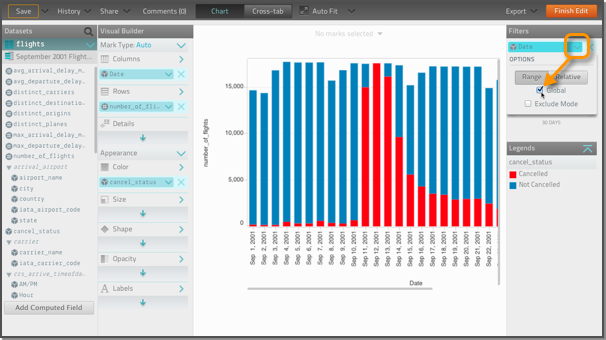 Save
History
Share
Comments (0)
Chart
Cross-tab
Auto Fit
Export
Finish Edit
Datasets
flights
September 2001 Flight...
avg_arrival_delay_m...
avg_departure_delay...
distinct_carriers
distinct_destinatio...
distinct_origins
distinct_planes
max_arrival_delay_m...
max_departure_delay...
number_of_flights
arrival_airport
airport_name
city
country
iata_airport_code
state
cancel_status
carrier
carrier_name
iata_carrier_code
crs_arrive_timeofda...
AM/PM
Hour
Add Computed Field
Visual Builder
Mark Type: Auto
Columns
Date
Rows
number_of_fli...
Details
Appearance
Color
cancel_status
Size
Shape
Opacity
Labels
No marks selected
number_of_flights
15,000
10,000
5,000
0
Sep 1, 2001
Sep 2, 2001
Sep 3, 2001
Sep 4, 2001
Sep 5, 2001
Sep 6, 2001
Sep 7, 2001
Sep 8, 2001
Sep 9, 2001
Sep 10, 2001
Sep 11, 2001
Sep 12, 2001
Sep 13, 2001
Sep 14, 2001
Sep 15, 2001
Sep 16, 2001
Sep 17, 2001
Sep 18, 2001
Sep 19, 2001
Sep 20, 2001
Sep 21, 2001
Sep 22, 2001
Date
Filters
Date
OPTIONS
Range
Relative
Global
Exclude Mode
30 DAYS
Legends
cancel_status
Cancelled
Not Cancelled